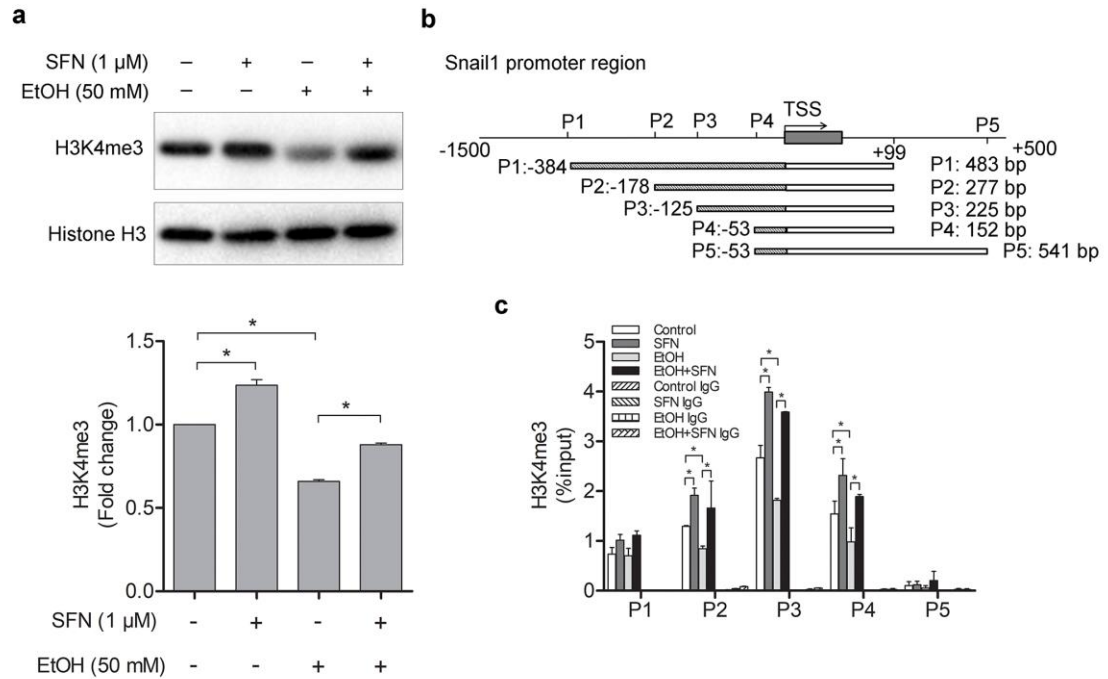 a
SFN (1 µM) – + – +
EtOH (50 mM) – – + +
H3K4me3
Histone H3
1.5
1.0
0.5
0.0
H3K4me3
(Fold change)
* * *
SFN (1 µM) - + - +
EtOH (50 mM) - - + +
b
Snail1 promoter region
P1 P2 P3 P4 TSS P5
-1500 +99 +500
P1:-384 P1: 483 bp
P2:-178 P2: 277 bp
P3:-125 P3: 225 bp
P4:-53 P4: 152 bp
P5:-53 P5: 541 bp
c
Control
SFN
EtOH
EtOH+SFN
Control IgG
SFN IgG
EtOH IgG
EtOH+SFN IgG
5
4
3
2
1
0
H3K4me3
(%input)
* * * * * * * * *
P1 P2 P3 P4 P5